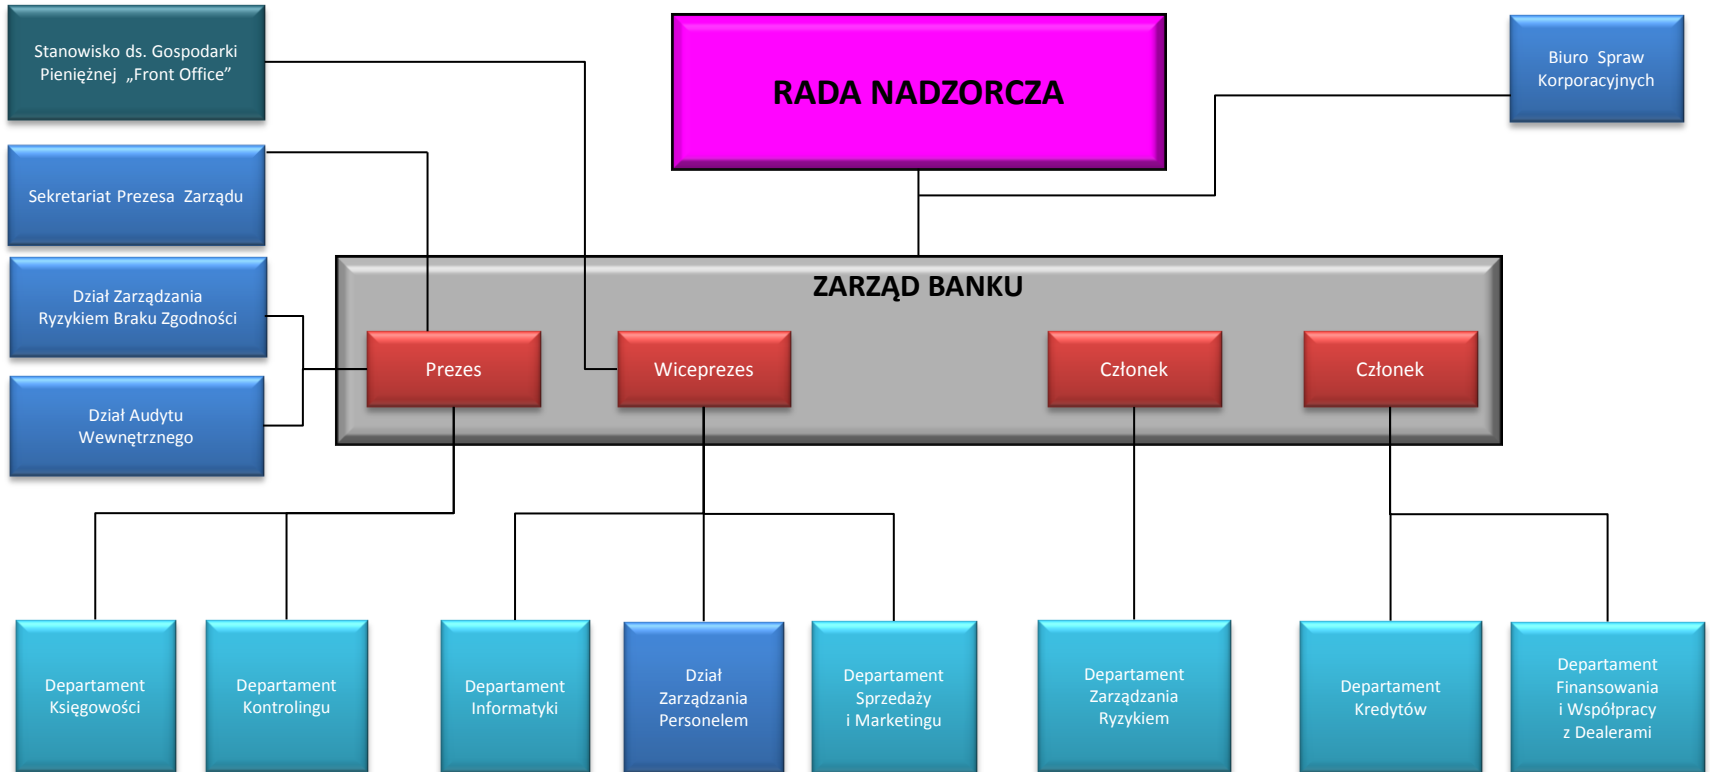 Stanowisko ds. Gospodarki
Pieniężnej „Front Office”
RADA NADZORCZA
Biuro Spraw
Korporacyjnych
Sekretariat Prezesa Zarządu
Dział Zarządzania
Ryzykiem Braku Zgodności
Dział Audytu
Wewnętrznego
ZARZĄD BANKU
Prezes
Wiceprezes
Członek
Członek
Departament
Księgowości
Departament
Kontrolingu
Departament
Informatyki
Dział
Zarządzania
Personelem
Departament
Sprzedaży
i Marketingu
Departament
Zarządzania
Ryzykiem
Departament
Kredytów
Departament
Finansowania
i Współpracy
z Dealerami